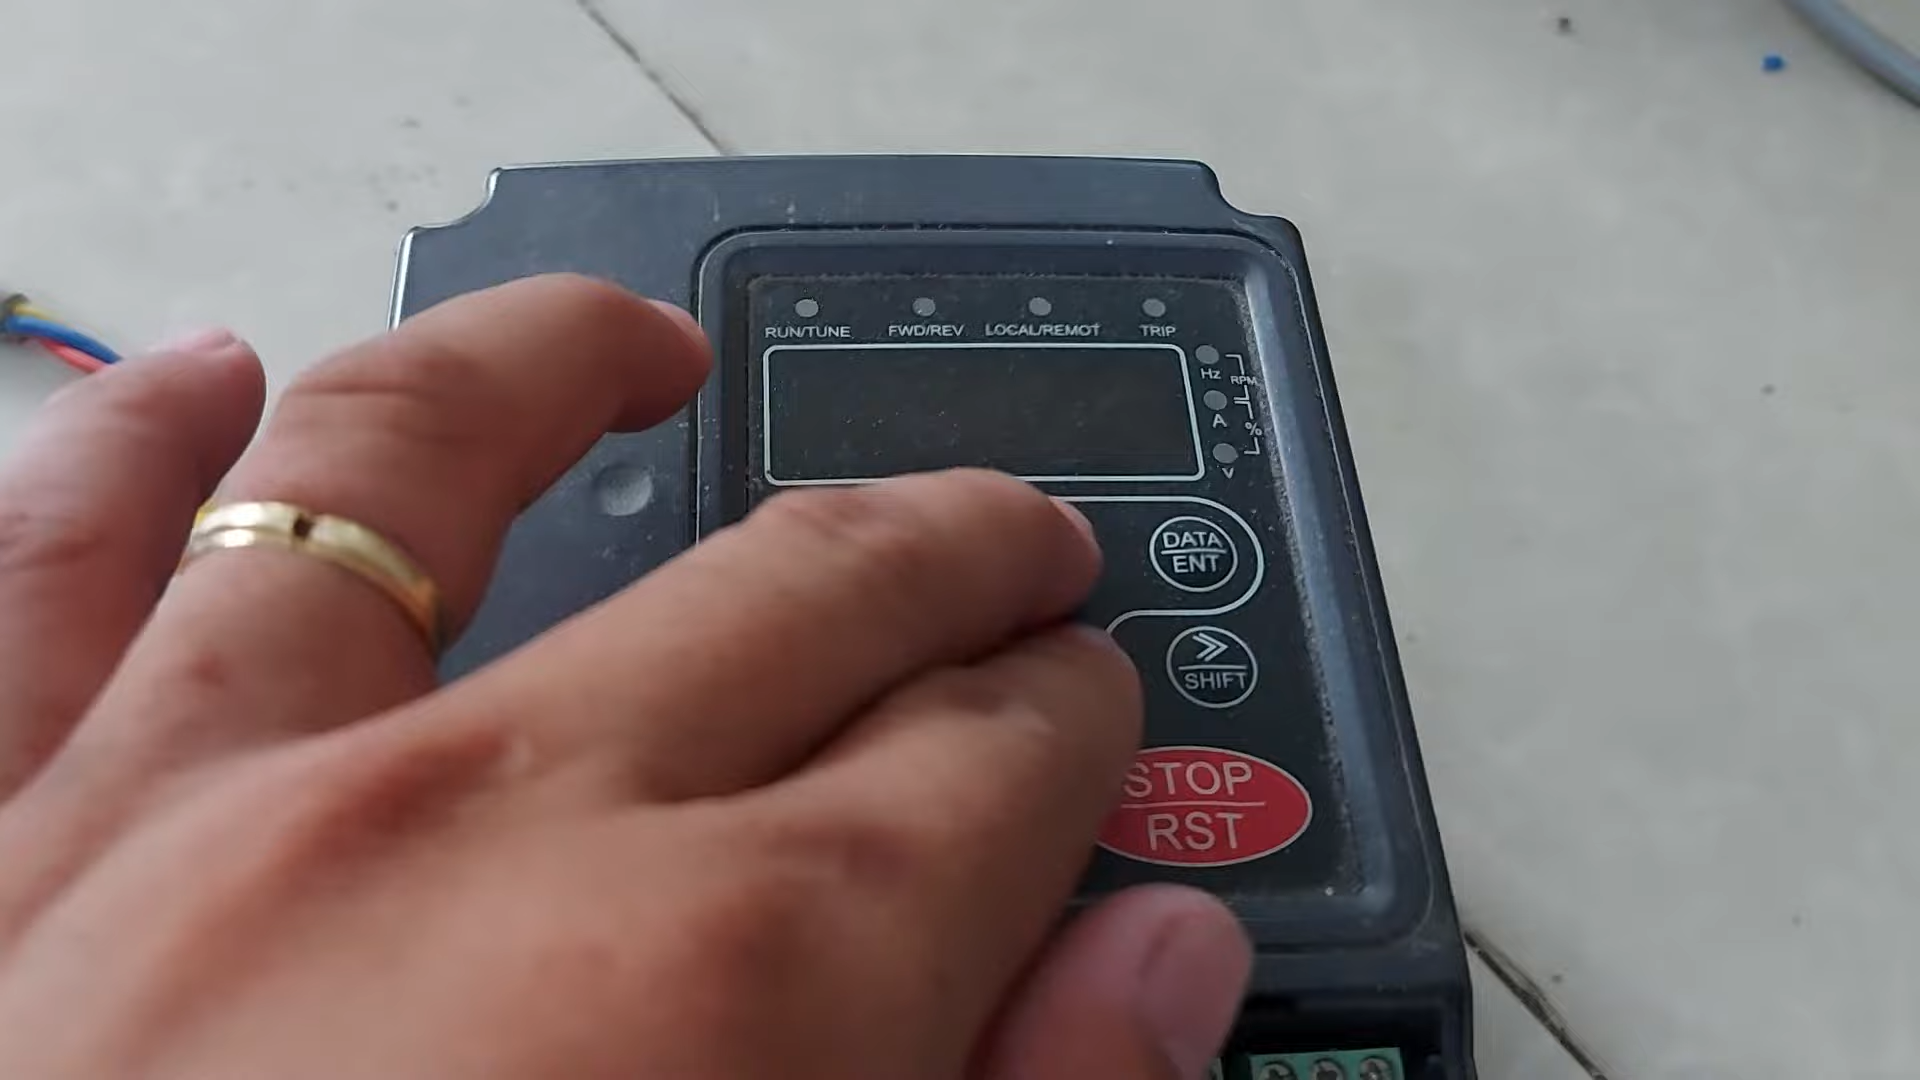 RUN/TUNE FWD/REV LOCAL/REMOT TRIP
Hz
RPM
A
%
V
DATA
ENT
SHIFT
STOP
RST